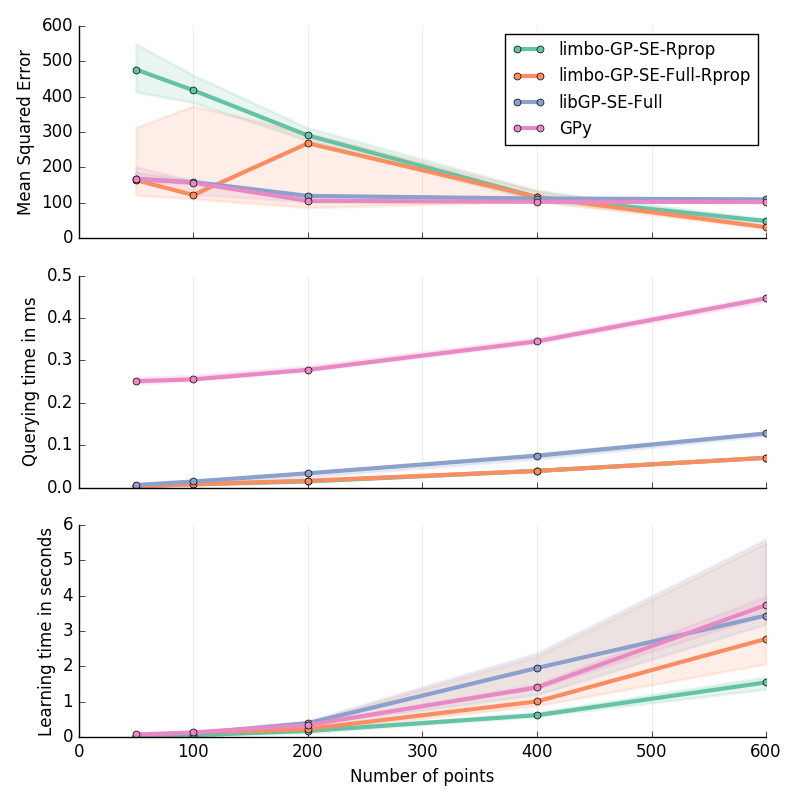 600
500
400
300
200
100
0
Mean Squared Error
limbo-GP-SE-Rprop
limbo-GP-SE-Full-Rprop
libGP-SE-Full
GPy
0.5
0.4
0.3
0.2
0.1
0.0
Querying time in ms
6
5
4
3
2
1
0
Learning time in seconds
0 100 200 300 400 500 600
Number of points